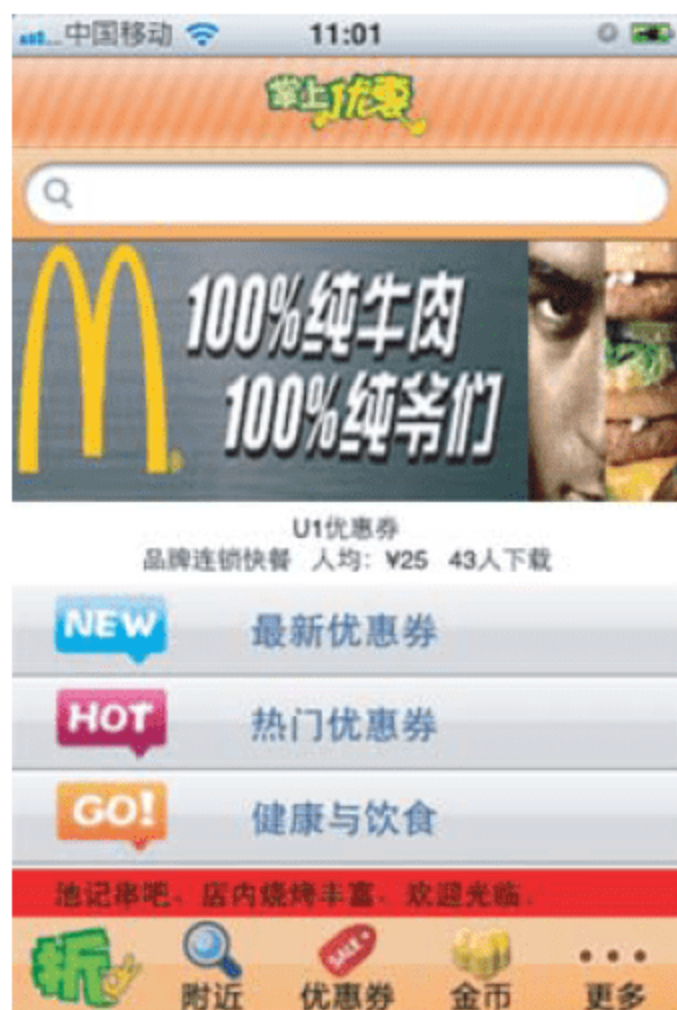 中国移动 11:01
掌上优惠
M
100%纯牛肉
100%纯爷们
U1优惠券
品牌连锁快餐 人均：¥25 43人下载
NEW 最新优惠券
HOT 热门优惠券
GO! 健康与饮食
池记串吧、店内烧烤丰富、欢迎光临。
折 附近 SALE 优惠券 金币 更多